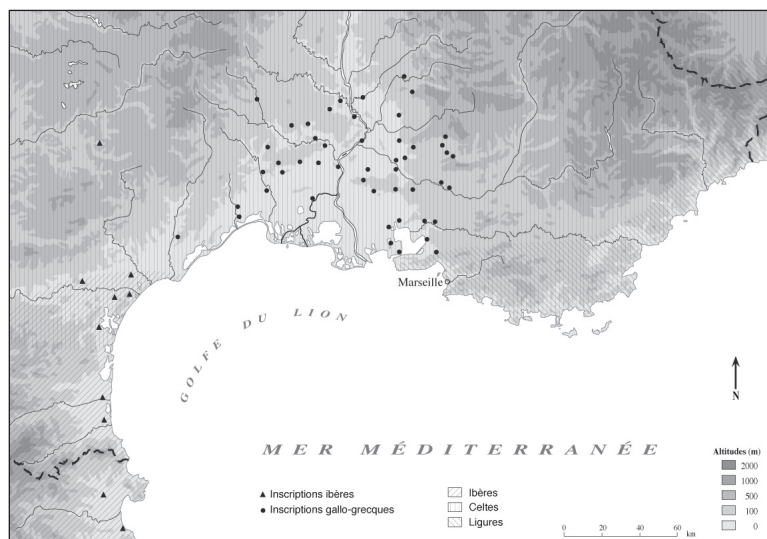 Marseille
GOLFE DU LION
N
MER MÉDITERRANÉE
Altitudes (m)
2000
1000
500
100
0
Inscriptions ibères
Inscriptions gallo-grecques
Ibères
Celtes
Ligures
0 20 40 60
km